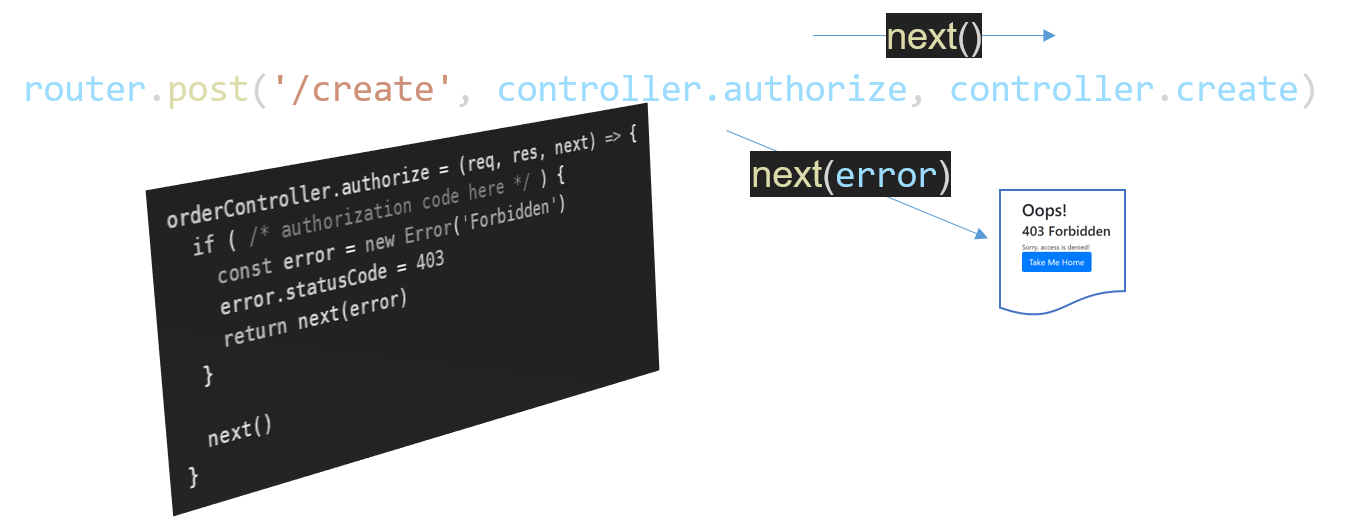 next()
router.post('/create', controller.authorize, controller.create)
orderController.authorize = (req, res, next) => {
if ( /* authorization code here */ ) {
const error = new Error('Forbidden')
error.statusCode = 403
return next(error)
}
next()
}
next(error)
Oops!
403 Forbidden
Sorry, access is denied!
Take Me Home